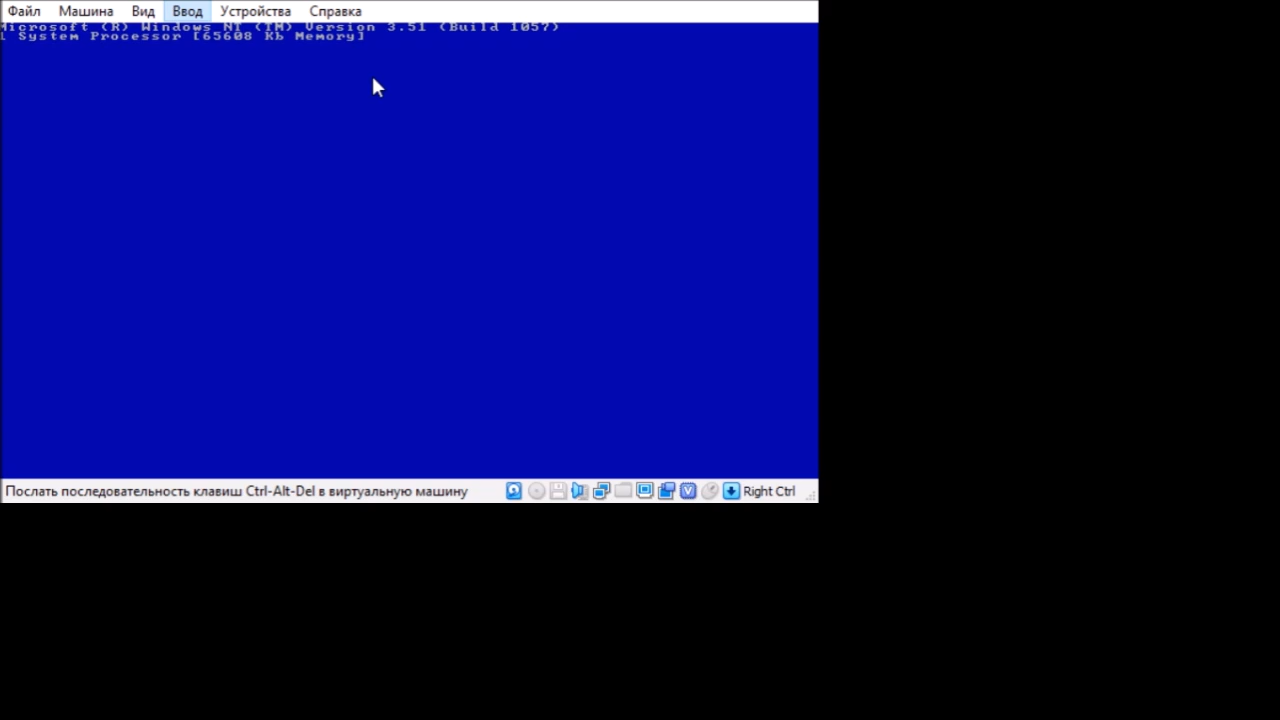 Файл Машина Вид Ввод Устройства Справка
Microsoft (R) Windows NT (TM) Version 3.51 (Build 1057)
1 System Processor [65608 Kb Memory]
Послать последовательность клавиш Ctrl-Alt-Del в виртуальную машину Right Ctrl